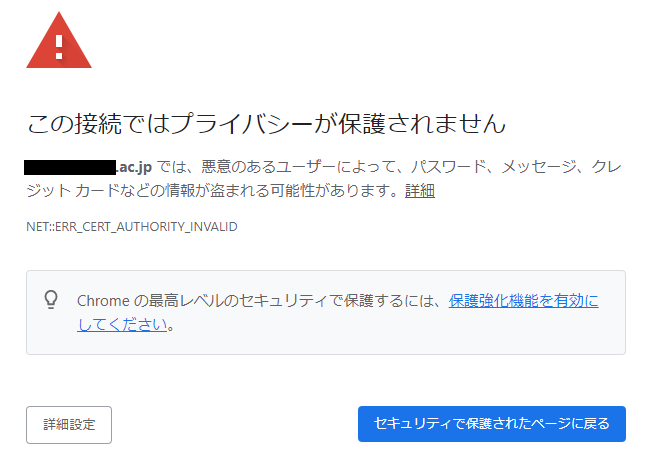 この接続ではプライバシーが保護されません
.ac.jp では、悪意のあるユーザーによって、パスワード、メッセージ、クレ
ジット カードなどの情報が盗まれる可能性があります。詳細
NET::ERR_CERT_AUTHORITY_INVALID
Chrome の最高レベルのセキュリティで保護するには、保護強化機能を有効に
してください。
詳細設定
セキュリティで保護されたページに戻る